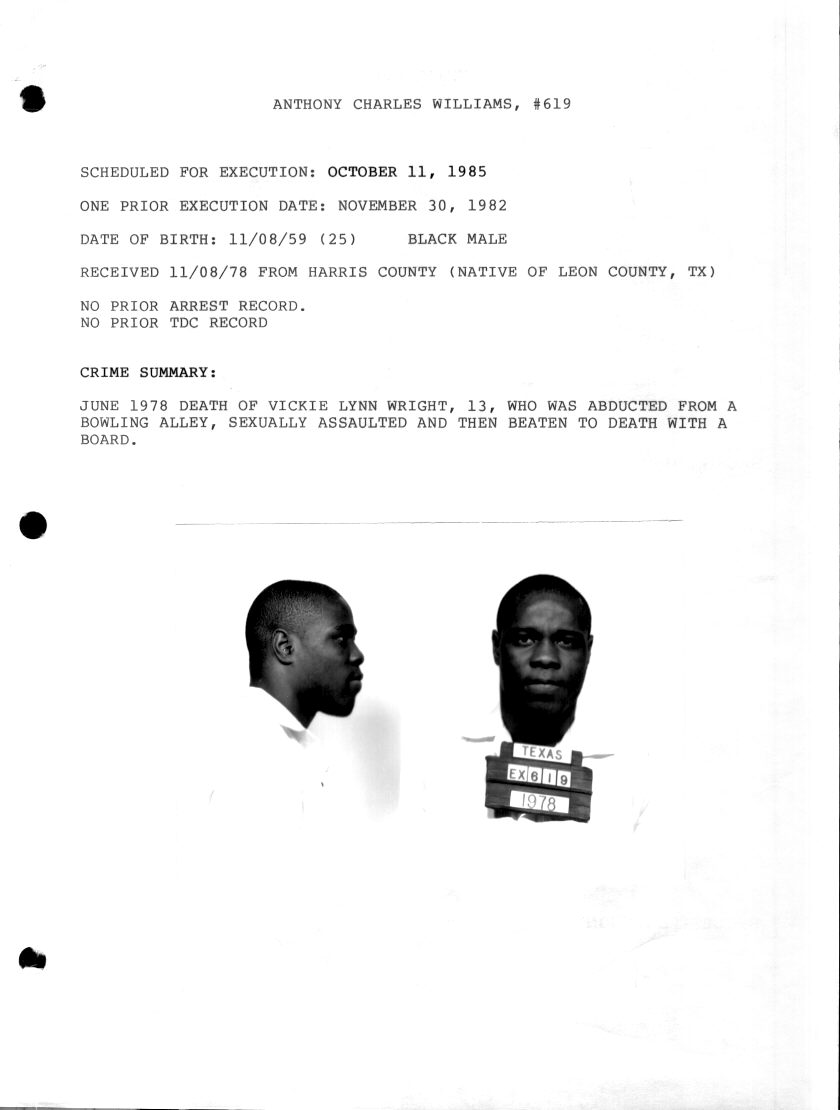 ANTHONY CHARLES WILLIAMS, #619
SCHEDULED FOR EXECUTION: OCTOBER 11, 1985
ONE PRIOR EXECUTION DATE: NOVEMBER 30, 1982
DATE OF BIRTH: 11/08/59 (25) BLACK MALE
RECEIVED 11/08/78 FROM HARRIS COUNTY (NATIVE OF LEON COUNTY, TX)
NO PRIOR ARREST RECORD.
NO PRIOR TDC RECORD
CRIME SUMMARY:
JUNE 1978 DEATH OF VICKIE LYNN WRIGHT, 13, WHO WAS ABDUCTED FROM A
BOWLING ALLEY, SEXUALLY ASSAULTED AND THEN BEATEN TO DEATH WITH A
BOARD.
TEXAS
EX 619
1978